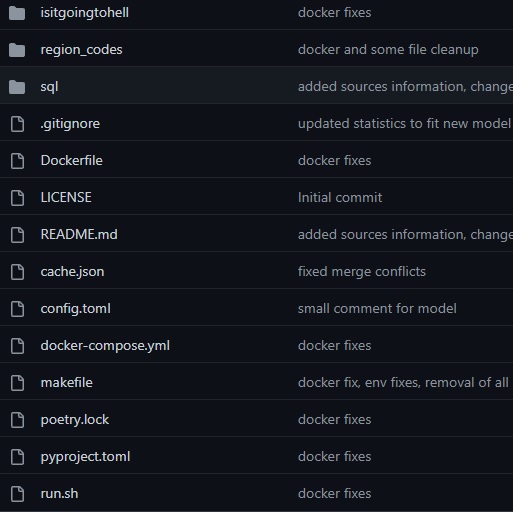 isitgoingtohell docker fixes
region_codes docker and some file cleanup
sql added sources information, change
.gitignore updated statistics to fit new model
Dockerfile docker fixes
LICENSE Initial commit
README.md added sources information, change
cache.json fixed merge conflicts
config.toml small comment for model
docker-compose.yml docker fixes
makefile docker fix, env fixes, removal of all
poetry.lock docker fixes
pyproject.toml docker fixes
run.sh docker fixes